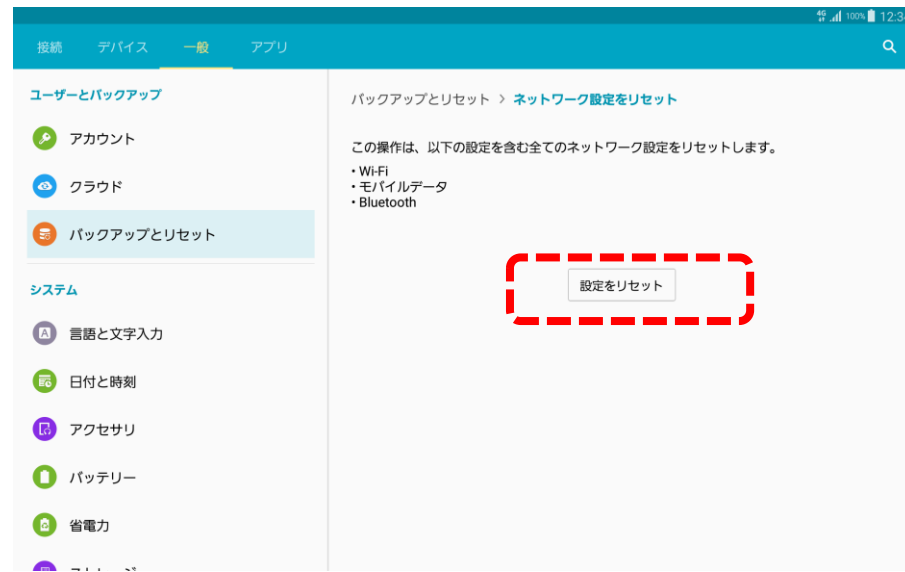 4G 100% 12:34
接続 デバイス 一般 アプリ
ユーザーとバックアップ
アカウント
クラウド
バックアップとリセット
システム
言語と文字入力
日付と時刻
アクセサリ
バッテリー
省電力
バックアップとリセット > ネットワーク設定をリセット
この操作は、以下の設定を含む全てのネットワーク設定をリセットします。
・Wi-Fi
・モバイルデータ
・Bluetooth
設定をリセット